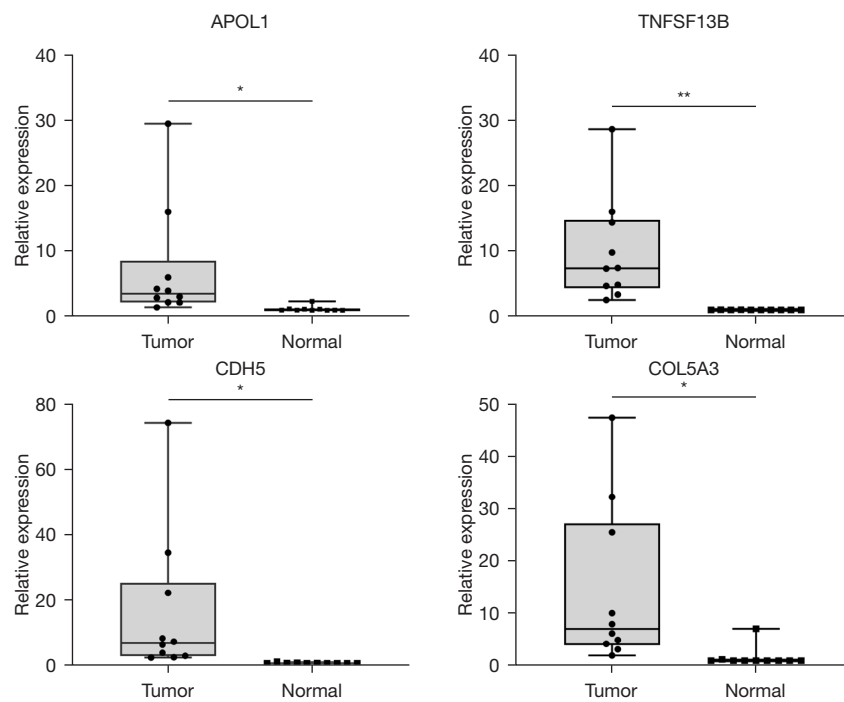 APOL1
Relative expression
40
30
20
10
0
*
Tumor
Normal
TNFSF13B
Relative expression
40
30
20
10
0
**
Tumor
Normal
CDH5
Relative expression
80
60
40
20
0
*
Tumor
Normal
COL5A3
Relative expression
50
40
30
20
10
0
*
Tumor
Normal